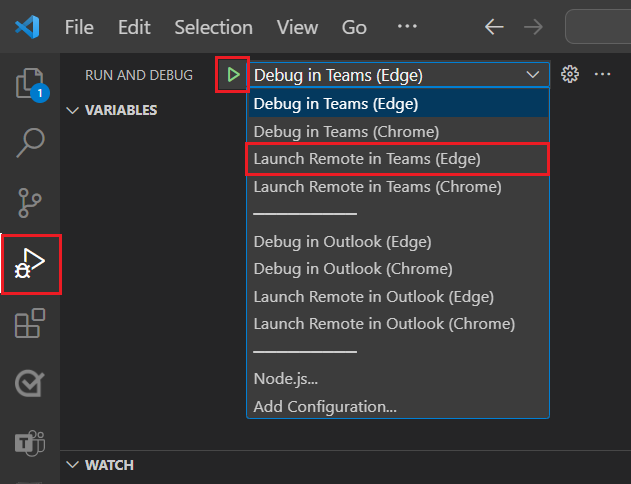 File Edit Selection View Go ...
RUN AND DEBUG Debug in Teams (Edge) ...
1
VARIABLES
Debug in Teams (Edge)
Debug in Teams (Chrome)
Launch Remote in Teams (Edge)
Launch Remote in Teams (Chrome)
Debug in Outlook (Edge)
Debug in Outlook (Chrome)
Launch Remote in Outlook (Edge)
Launch Remote in Outlook (Chrome)
Node.js...
Add Configuration...
T
WATCH